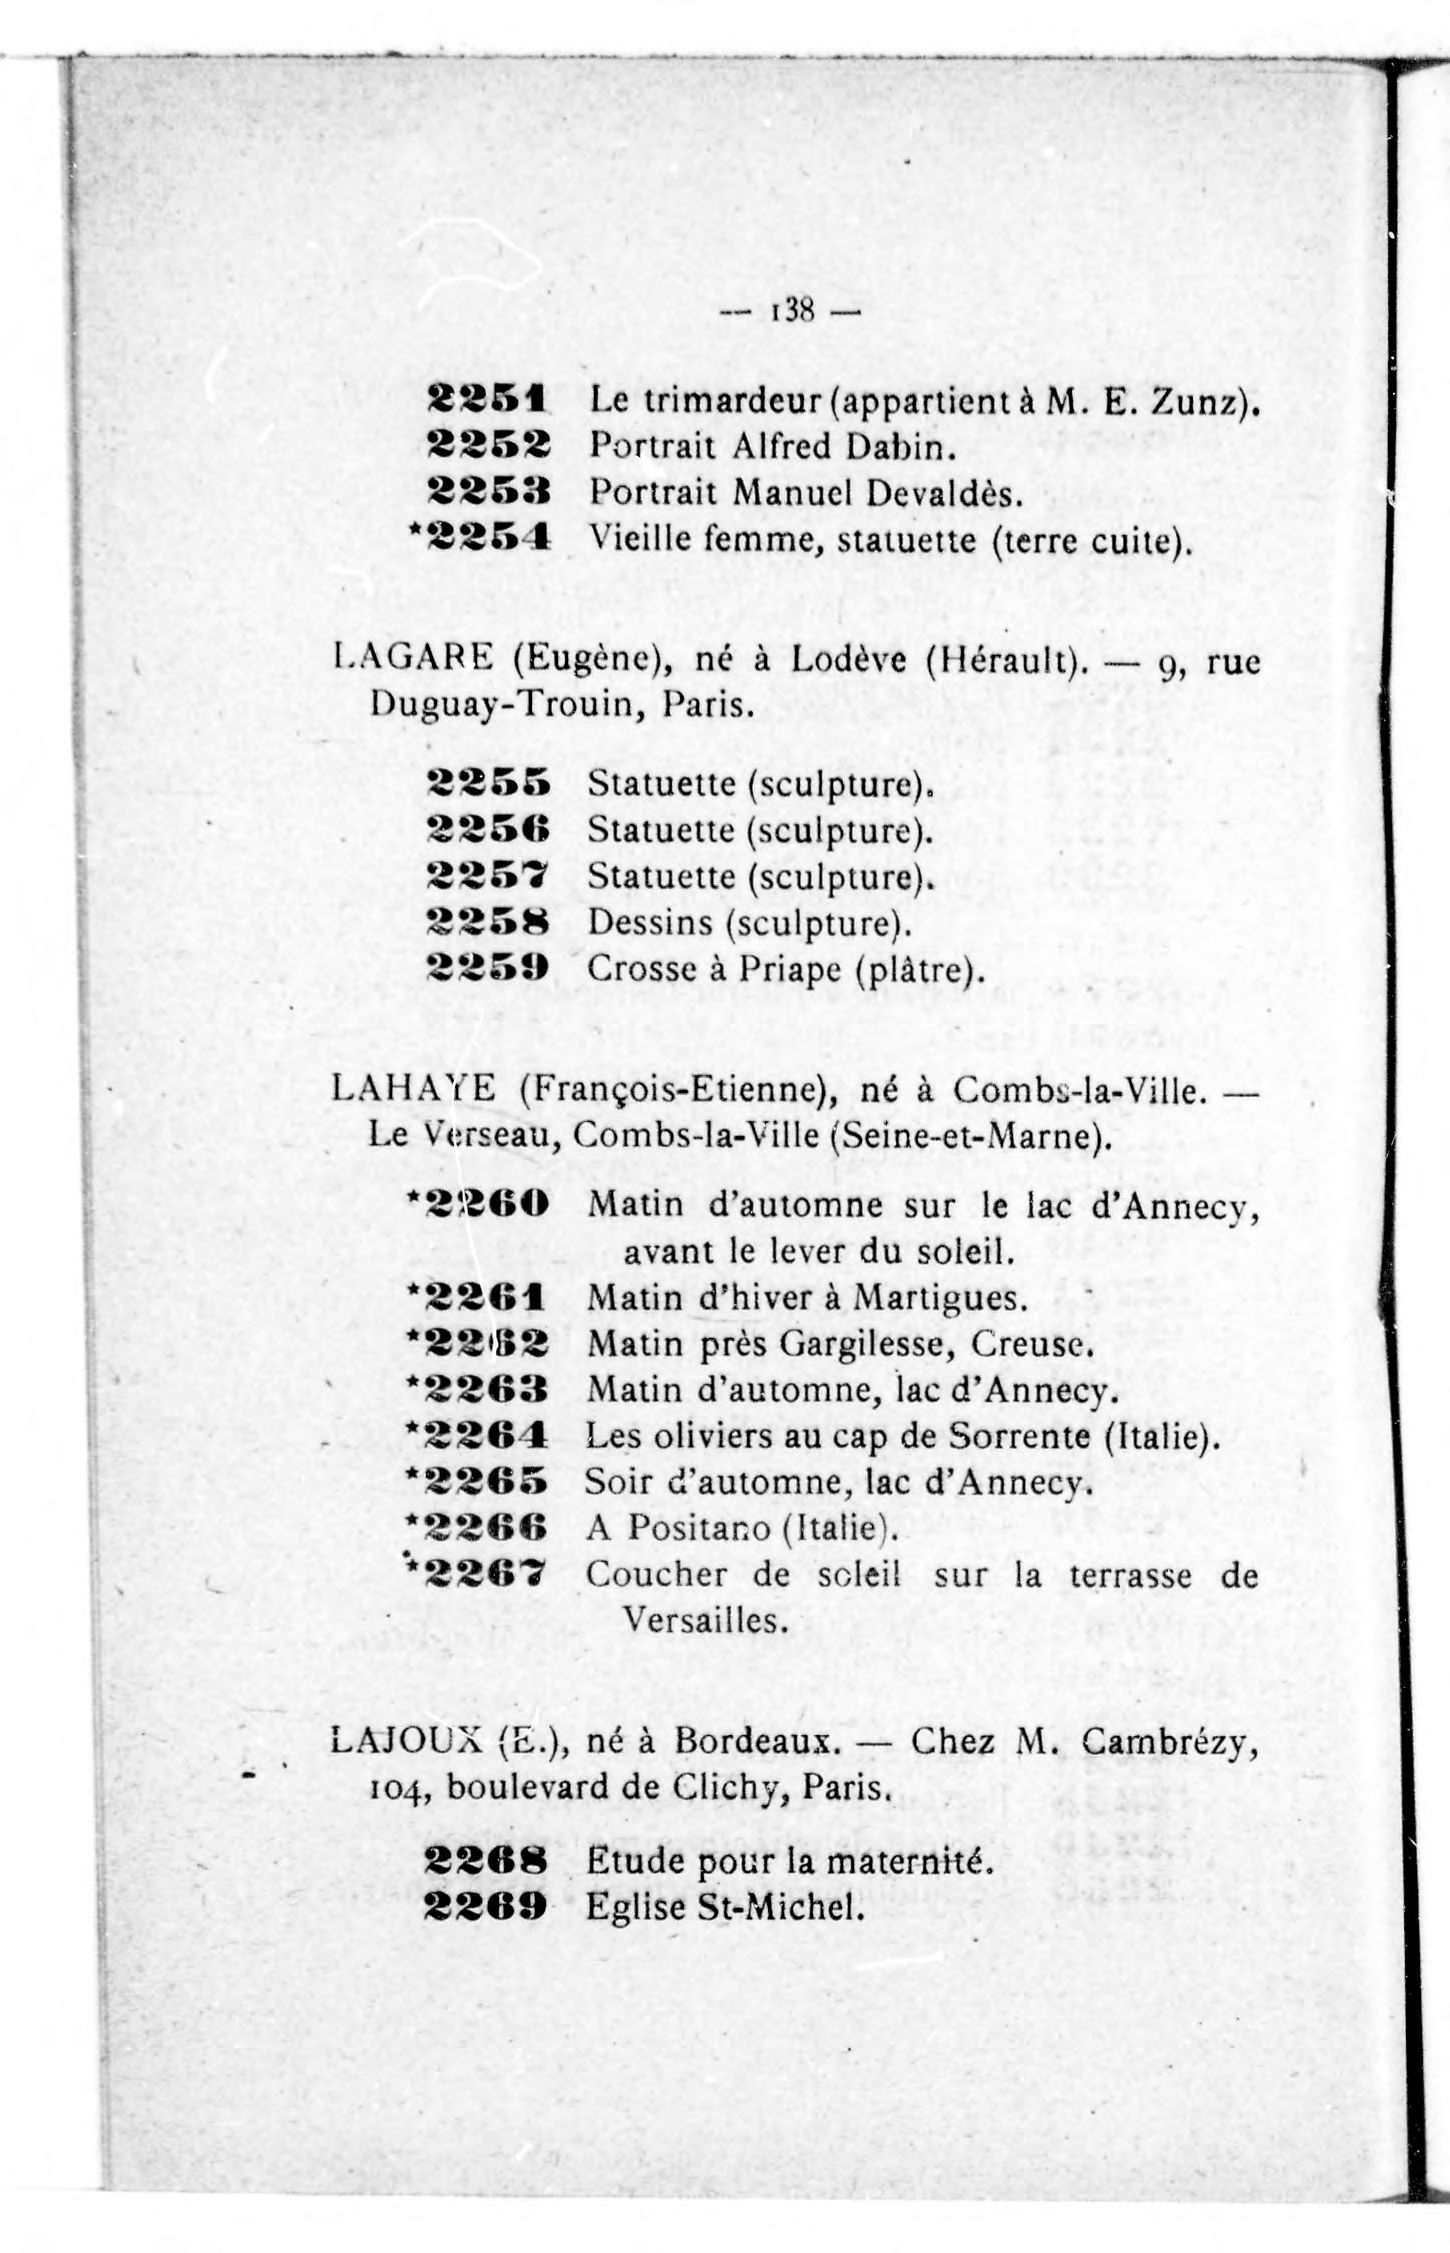 — 138 —
2251 Le trimardeur (appartient à M. E. Zunz).
2252 Portrait Alfred Dabin.
2253 Portrait Manuel Devaldès.
*2254 Vieille femme, statuette (terre cuite).
LAGARE (Eugène), né à Lodève (Hérault). — 9, rue
Duguay-Trouin, Paris.
2255 Statuette (sculpture).
2256 Statuette (sculpture).
2257 Statuette (sculpture).
2258 Dessins (sculpture).
2259 Crosse à Priape (plâtre).
LAHAYE (François-Etienne), né à Combs-la-Ville. —
Le Verseau, Combs-la-Ville (Seine-et-Marne).
*2260 Matin d'automne sur le lac d'Annecy,
avant le lever du soleil.
*2261 Matin d'hiver à Martigues.
*2262 Matin près Gargilesse, Creuse.
*2263 Matin d'automne, lac d'Annecy.
*2264 Les oliviers au cap de Sorrente (Italie).
*2265 Soir d'automne, lac d'Annecy.
*2266 A Positano (Italie).
*2267 Coucher de soleil sur la terrasse de
Versailles.
LAJOUX (E.), né à Bordeaux. — Chez M. Cambrézy,
104, boulevard de Clichy, Paris.
2268 Etude pour la maternité.
2269 Eglise St-Michel.